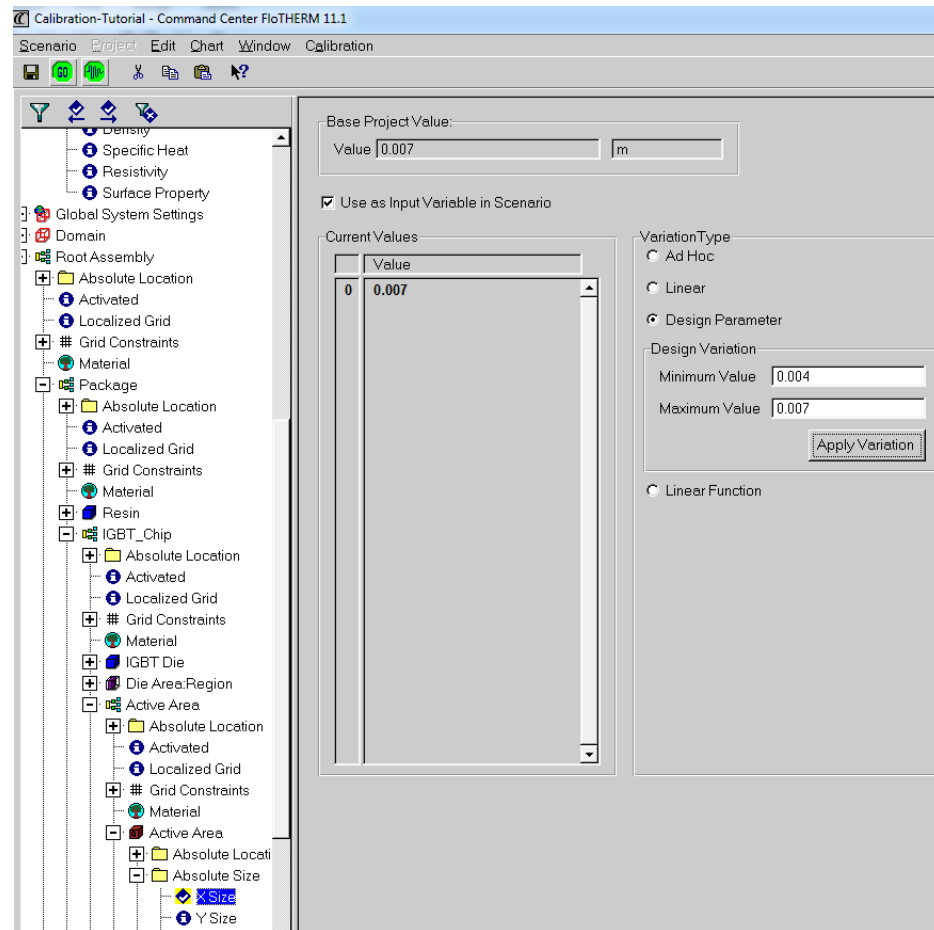 Calibration-Tutorial - Command Center FloTHERM 11.1
Scenario Project Edit Chart Window Calibration
GO
Density
Specific Heat
Resistivity
Surface Property
Global System Settings
Domain
Root Assembly
Absolute Location
Activated
Localized Grid
Grid Constraints
Material
Package
Absolute Location
Activated
Localized Grid
Grid Constraints
Material
Resin
IGBT_Chip
Absolute Location
Activated
Localized Grid
Grid Constraints
Material
IGBT Die
Die Area:Region
Active Area
Absolute Location
Activated
Localized Grid
Grid Constraints
Material
Active Area
Absolute Locati
Absolute Size
X Size
Y Size
Base Project Value:
Value 0.007 m
Use as Input Variable in Scenario
Current Values
Value
0 0.007
VariationType
Ad Hoc
Linear
Design Parameter
Design Variation
Minimum Value 0.004
Maximum Value 0.007
Apply Variation
Linear Function